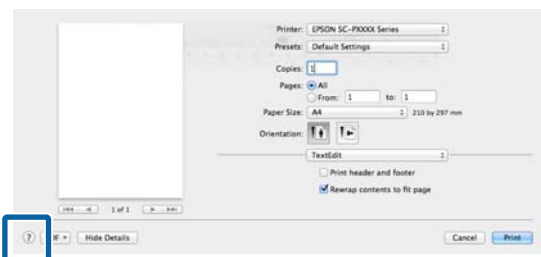 Printer: EPSON SC-PXXXX Series
Presets: Default Settings
Copies: 1
Pages: All
From: 1 to: 1
Paper Size: A4 210 by 297 mm
Orientation:
TextEdit
Print header and footer
Rewrap contents to fit page
1 of 1
? DF Hide Details Cancel Print